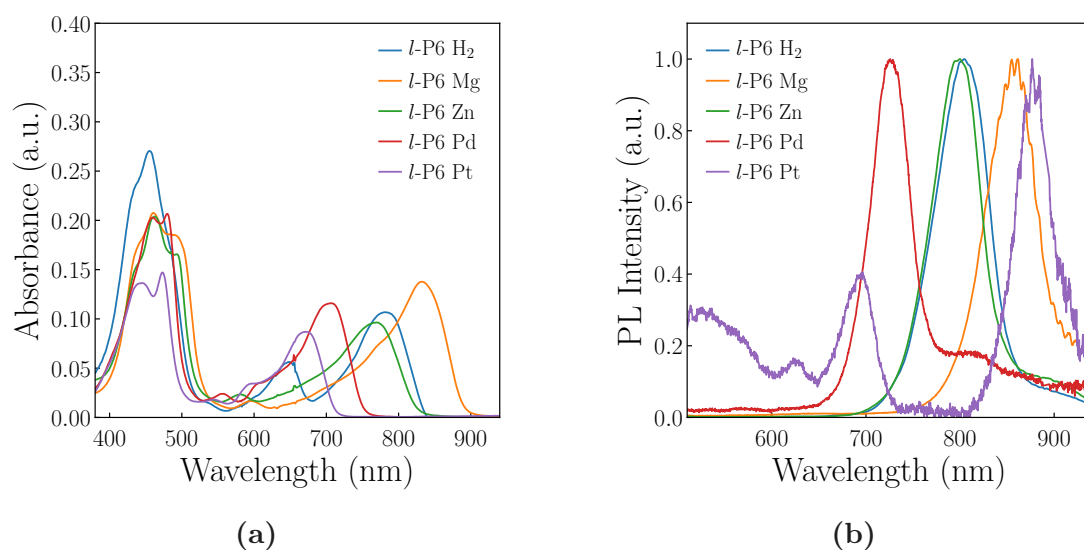 0.40
0.35
0.30
0.25
0.20
0.15
0.10
0.05
0.00
Absorbance (a.u.)
l-P6 H₂
l-P6 Mg
l-P6 Zn
l-P6 Pd
l-P6 Pt
400 500 600 700 800 900
Wavelength (nm)
(a)
1.0
0.8
0.6
0.4
0.2
0.0
PL Intensity (a.u.)
l-P6 H₂
l-P6 Mg
l-P6 Zn
l-P6 Pd
l-P6 Pt
600 700 800 900
Wavelength (nm)
(b)